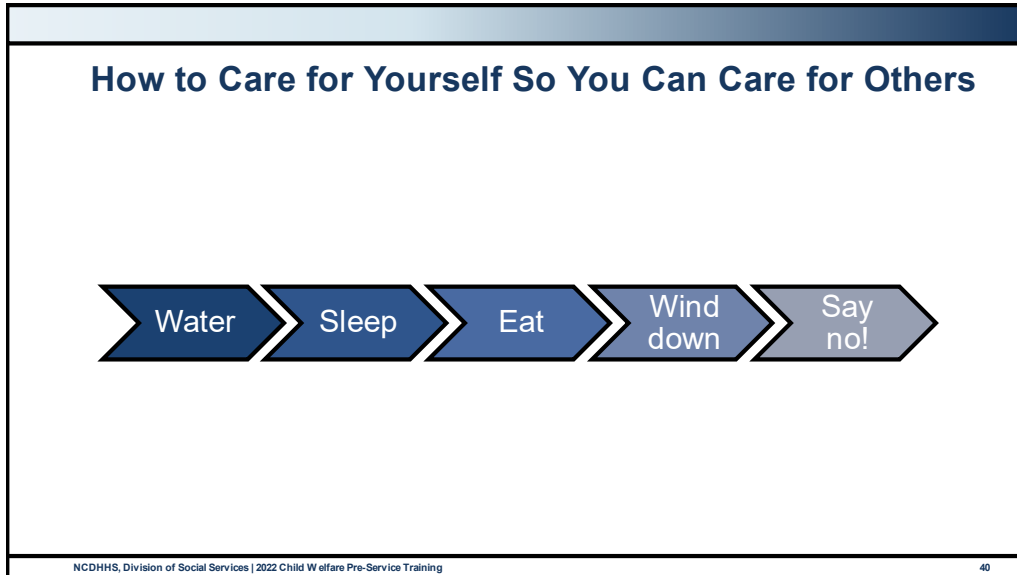 How to Care for Yourself So You Can Care for Others
Water
Sleep
Eat
Wind
down
Say
no!
NCDHHS, Division of Social Services | 2022 Child Welfare Pre-Service Training
40